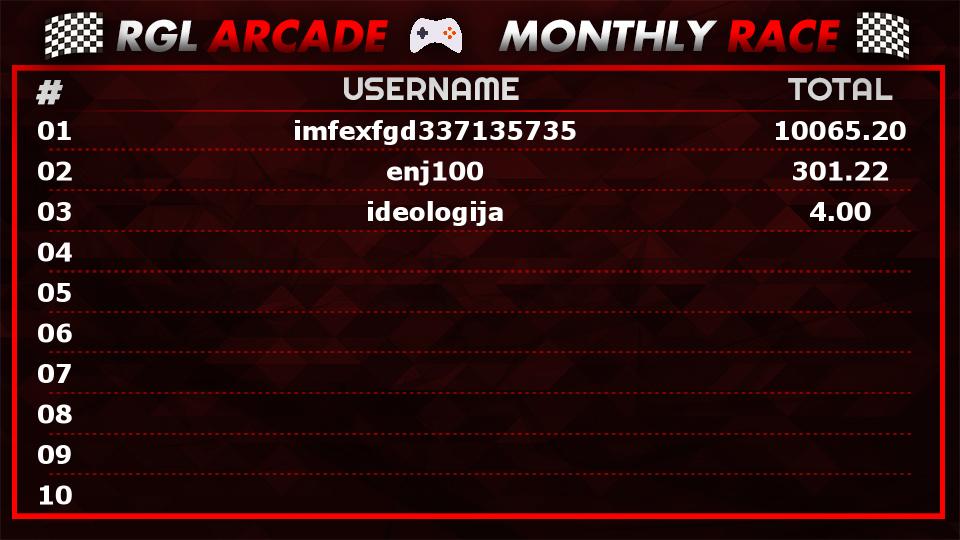 RGL ARCADE MONTHLY RACE
# USERNAME TOTAL
01 imfexfgd337135735 10065.20
02 enj100 301.22
03 ideologija 4.00
04
05
06
07
08
09
10